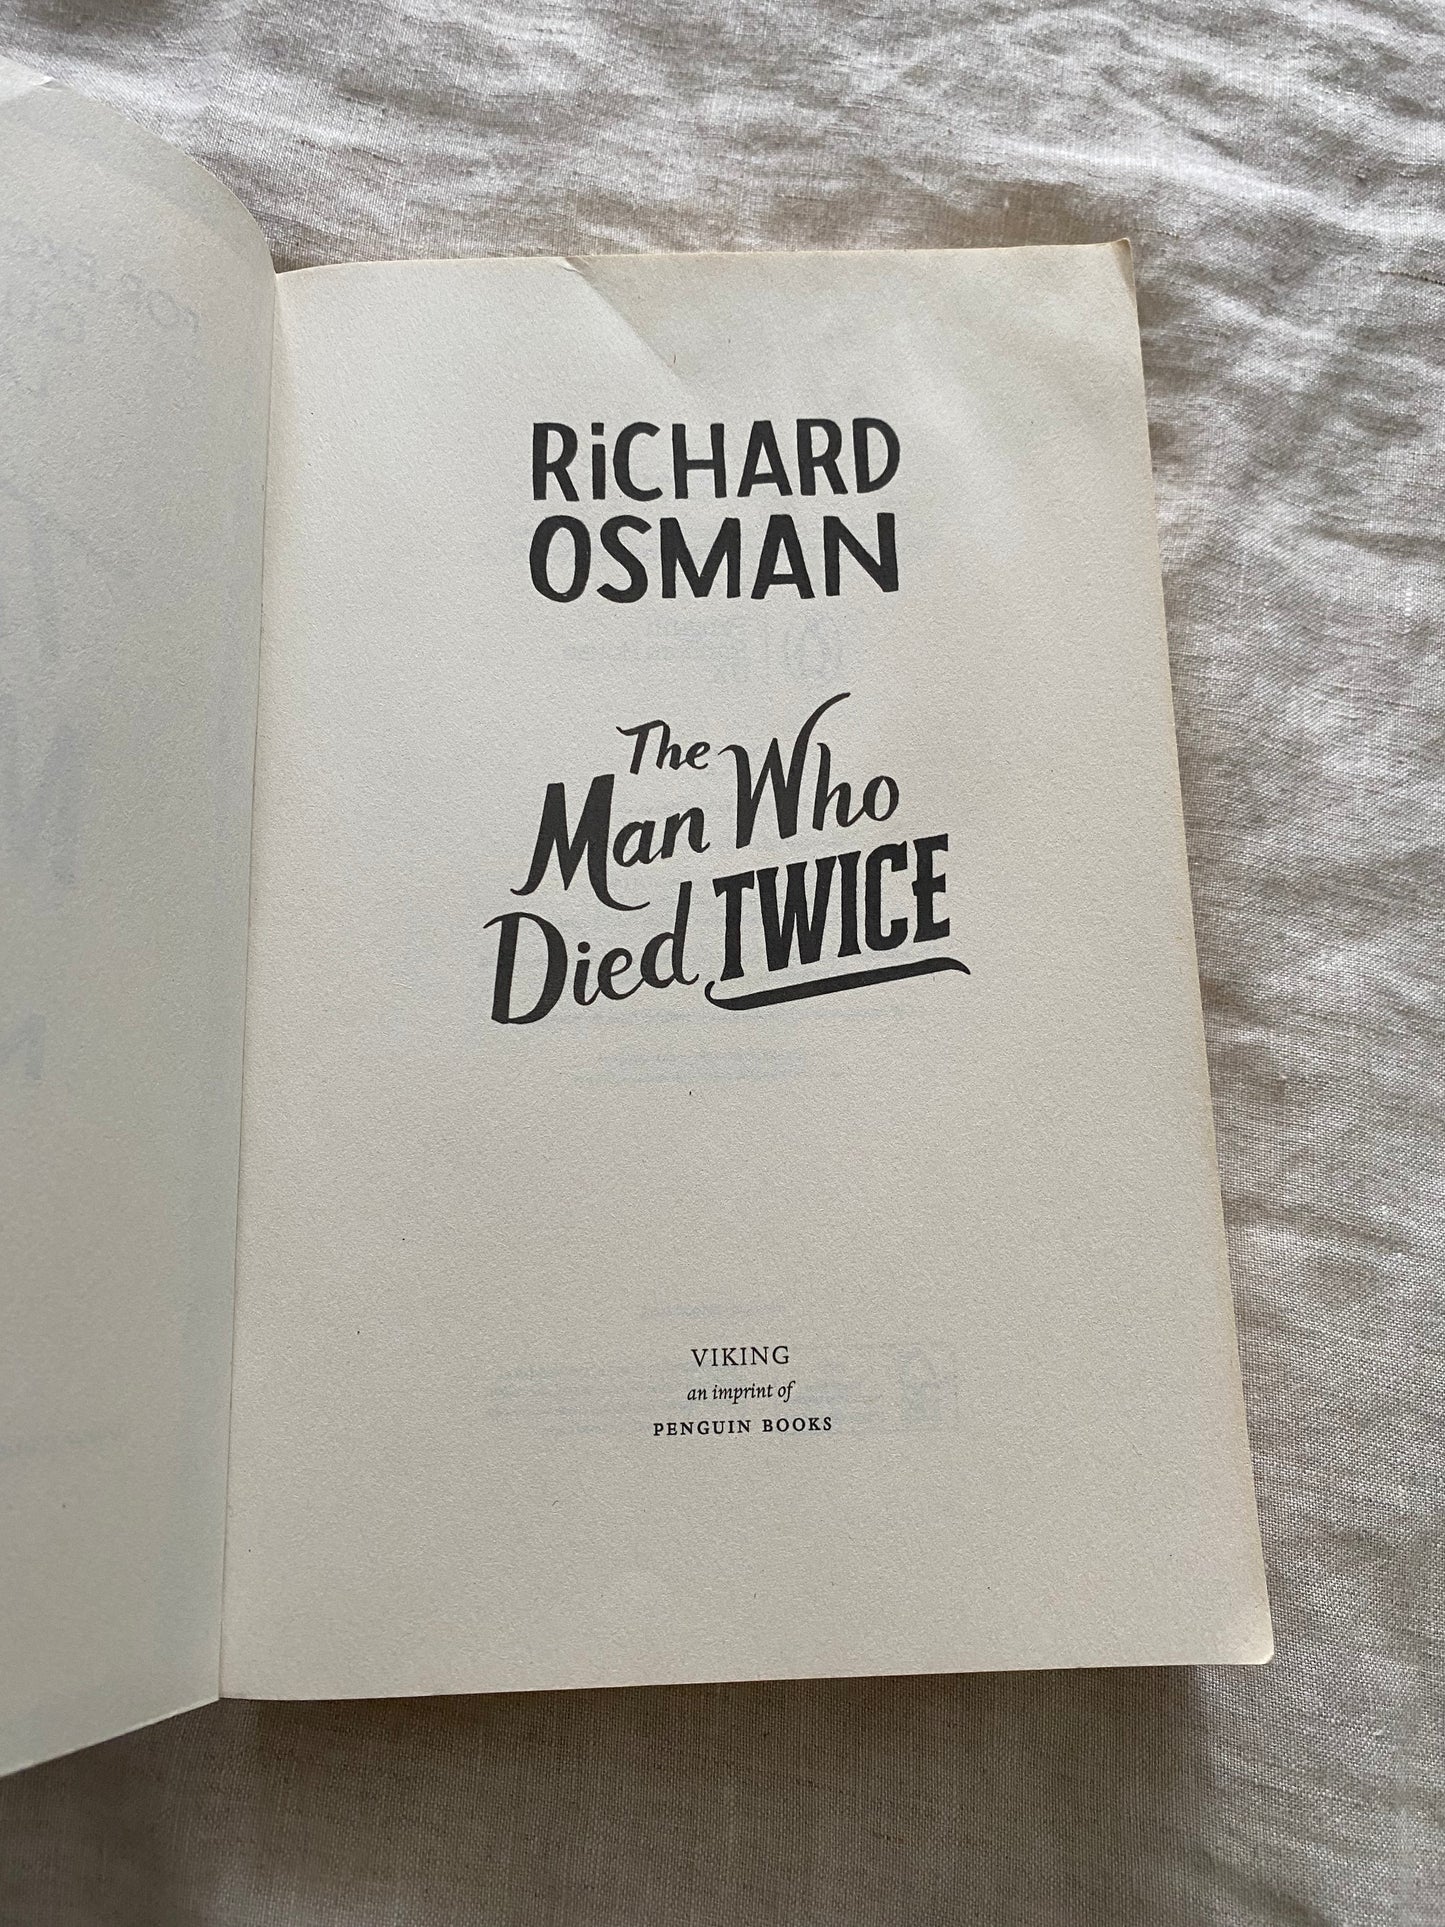 RiCHARD
OSMAN
The
Man Who
Died TWICE
VIKING
an imprint of
PENGUIN BOOKS